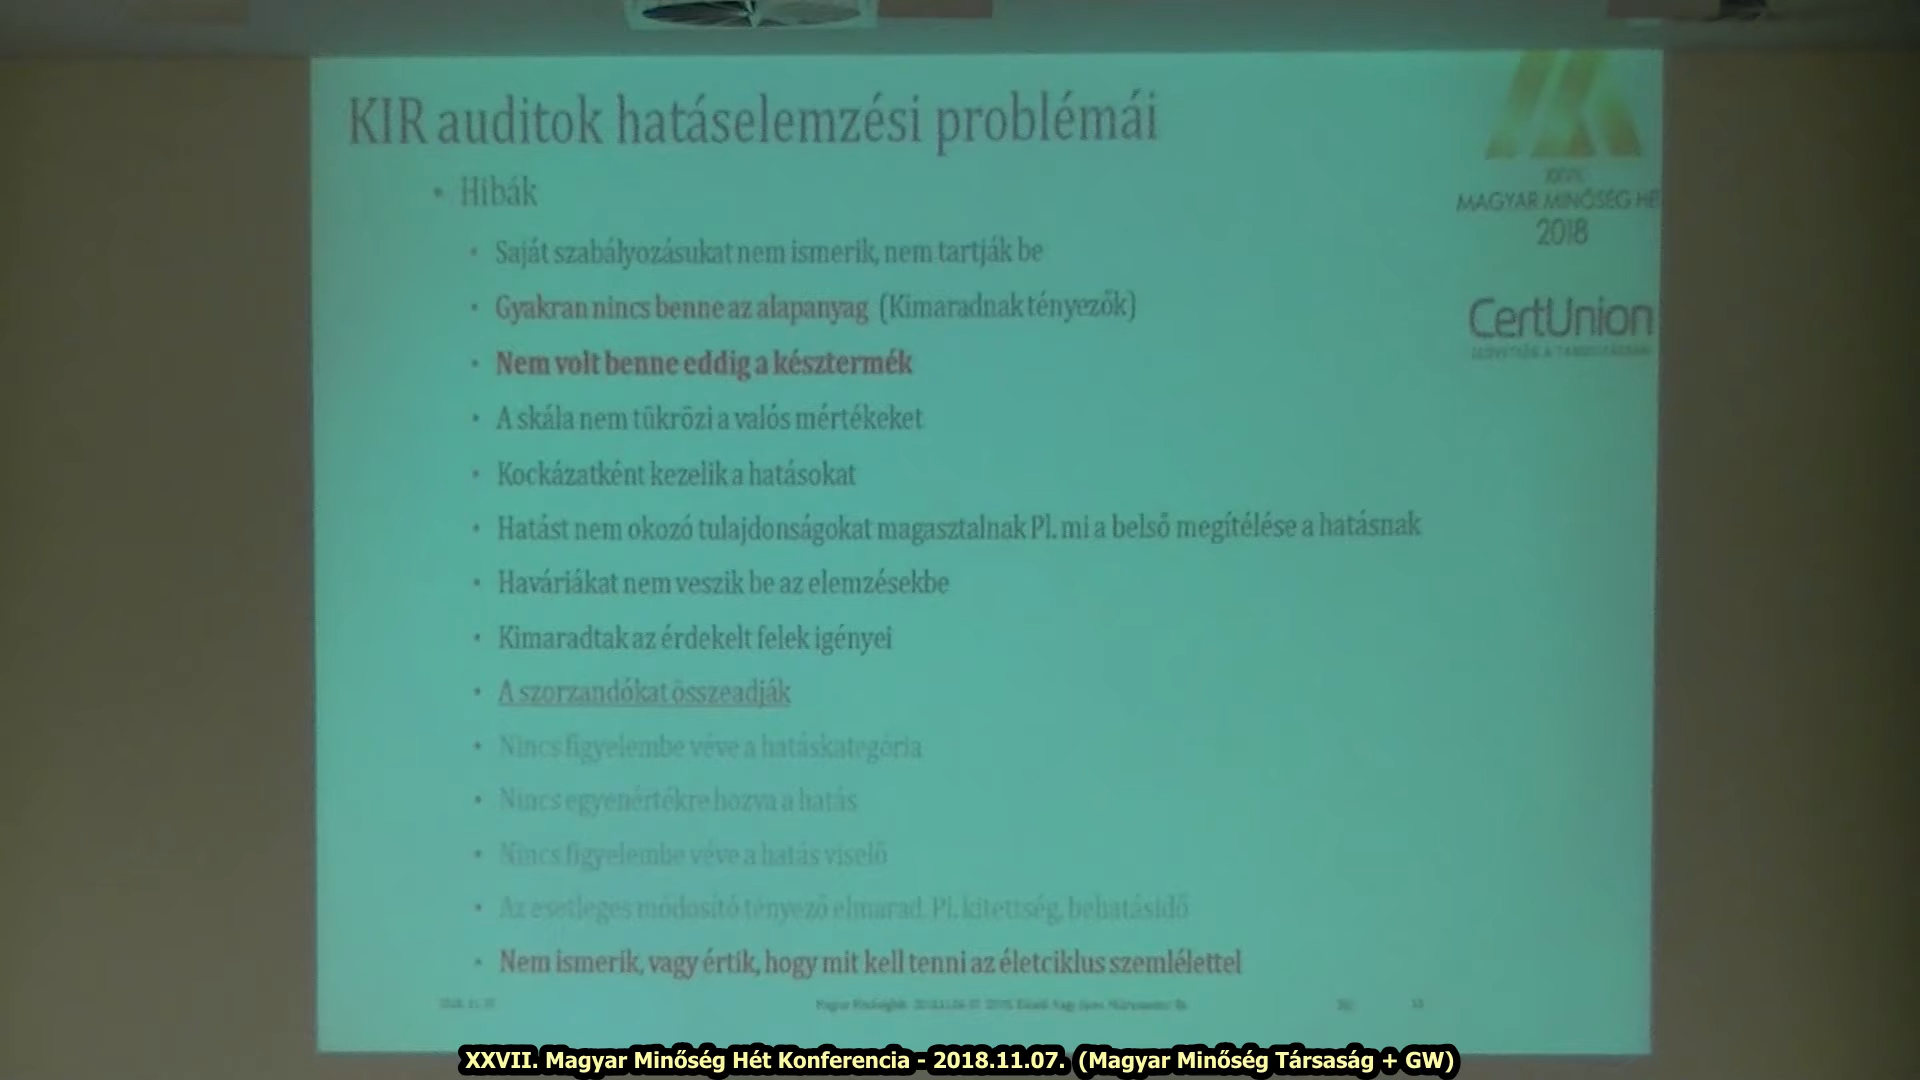 KIR auditok hatáselemzési problémái
• Hibák
• Saját szabályozásukat nem ismerik, nem tartják be
• Gyakran nincs benne az alapanyag (Kimaradnak tényezők)
• Nem volt benne eddig a késztermék
• A skála nem tükrözi a valós mértékeket
• Kockázatként kezelik a hatásokat
• Hatást nem okozó tulajdonságokat magasztalnak Pl. mi a belső megítélése a hatásnak
• Haváriákat nem veszik be az elemzésekbe
• Kimaradtak az érdekelt felek igényei
• A szorzandókat összeadják
• Nincs figyelembe véve a hatáskategória
• Nincs egyenértékre hozva a hatás
• Nincs figyelembe véve a hatás viselő
• Az esetleges módosító tényező elmarad. Pl. kitettség, behatásidő
• Nem ismerik, vagy értik, hogy mit kell tenni az életciklus szemlélettel
XXVII.
MAGYAR MINŐSÉG HÉ
2018
CertUnion
XXVII. Magyar Minőség Hét Konferencia - 2018.11.07. (Magyar Minőség Társaság + GW)